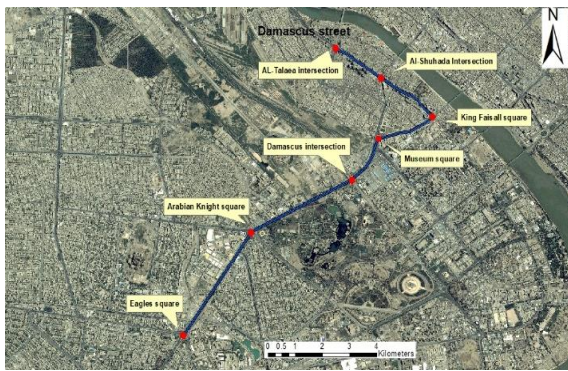 N
Damascus street
AL-Talaea intersection
Al-Shuhada Intersection
King Faisall square
Damascus intersection
Museum square
Arabian Knight square
Eagles square
0 0.5 1 2 3 4
Kilometers